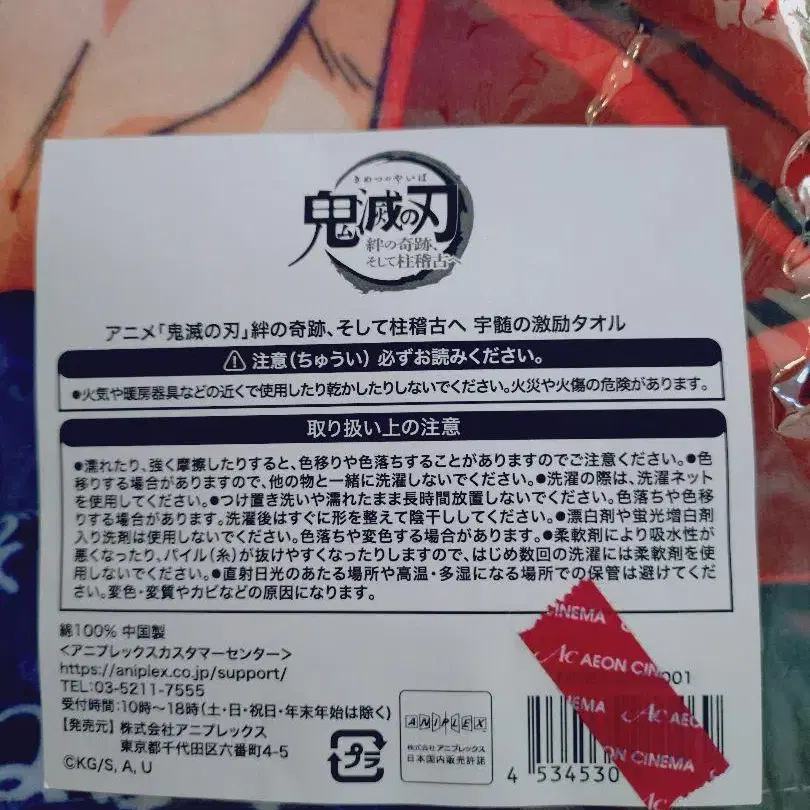 きめつのやいば
鬼滅の刃
絆の奇跡、
そして柱稽古へ
アニメ「鬼滅の刃」絆の奇跡、そして柱稽古へ 宇髄の激励タオル
注意(ちゅうい) 必ずお読みください。
●火気や暖房器具などの近くで使用したり乾かしたりしないでください。火災や火傷の危険があります。
取り扱い上の注意
●濡れたり、強く摩擦したりすると、色移りや色落ちすることがありますのでご注意ください。●色
移りする場合がありますので、他の物と一緒に洗濯しないでください。●洗濯の際は、洗濯ネット
を使用してください。●つけ置き洗いや濡れたまま長時間放置しないでください。色落ちや色移
りする場合があります。洗濯後はすぐに形を整えて陰干ししてください。●漂白剤や蛍光増白剤
入り洗剤は使用しないでください。色落ちや変色する場合があります。●柔軟剤により吸水性が
悪くなったり、パイル(糸)が抜けやすくなったりしますので、はじめ数回の洗濯には柔軟剤を使
用しないでください。●直射日光のあたる場所や高温・多湿になる場所での保管は避けてくだ
さい。変色・変質やカビなどの原因になります。
綿100% 中国製
<アニプレックスカスタマーセンター>
https://aniplex.co.jp/support/
TEL:03-5211-7555
受付時間:10時〜18時(土・日・祝日・年末年始は除く)
【発売元】 株式会社アニプレックス
東京都千代田区六番町4-5
©KG/S, A, U
プラ
ANIPLEX
株式会社アニプレックス
日本国内販売許諾
CINEMA
Ac AEON CINEMA
001
EMA Ac AEO
ON CINEMA
4 534530